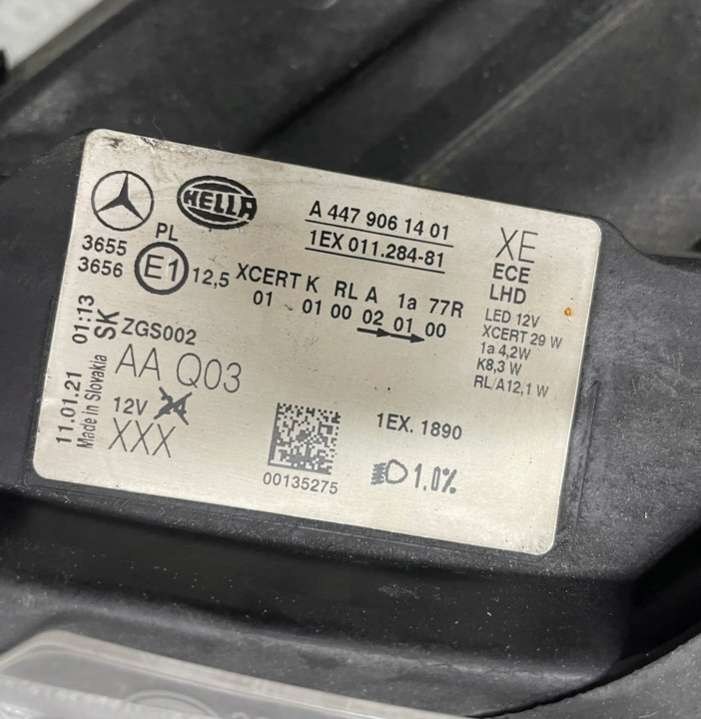 HELLA
A 447 906 14 01
1EX 011.284-81
XE
ECE
LHD
PL
3655
3656
E1
12,5
XCERT K RL A 1a 77R
01 01 00 02 01 00
LED 12V
XCERT 29 W
1a 4,2W
K8,3 W
RL/A12,1 W
11.01.21 01:13
Made in Slovakia
SK
ZGS002
AA Q03
12V 24
XXX
00135275
1EX. 1890
1.0%